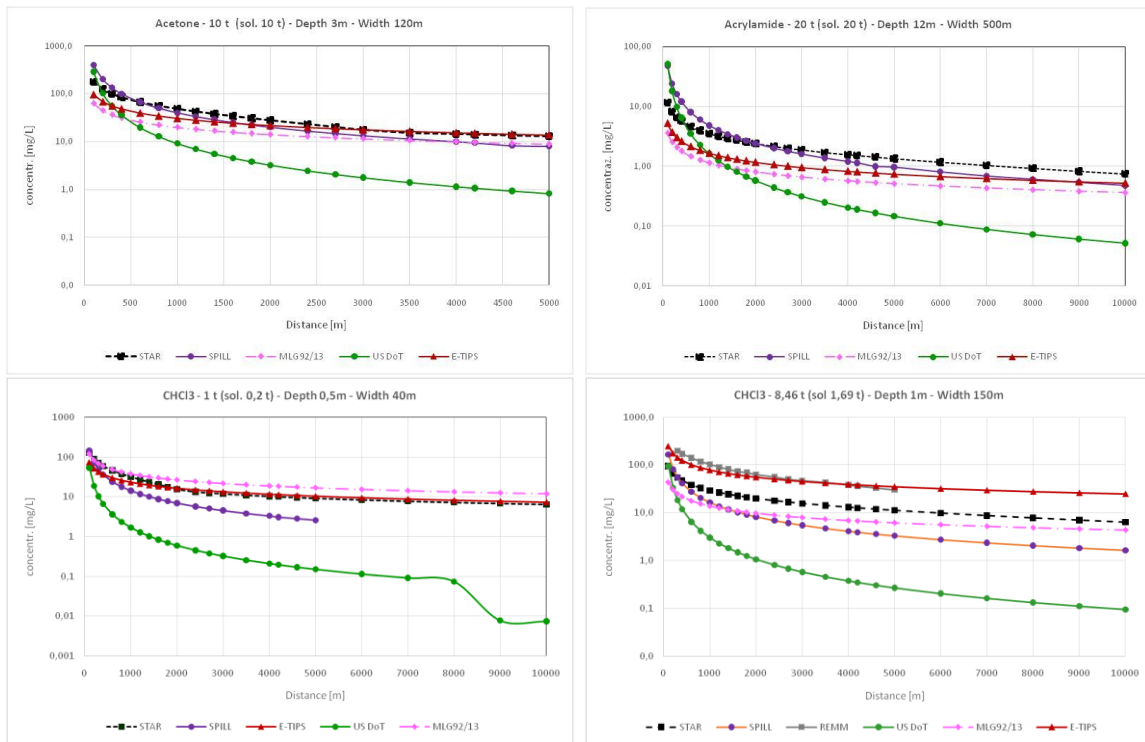 Acetone - 10 t (sol. 10 t) - Depth 3m - Width 120m
concentr. [mg/L]
1000,0
100,0
10,0
1,0
0,1
0,0
0 500 1000 1500 2000 2500 3000 3500 4000 4500 5000
Distance [m]
STAR SPILL MLG92/13 US DoT E-TIPS
Acrylamide - 20 t (sol. 20 t) - Depth 12m - Width 500m
concentraz. [mg/L]
100,00
10,00
1,00
0,10
0,01
0 1000 2000 3000 4000 5000 6000 7000 8000 9000 10000
Distance [m]
STAR SPILL MLG92/13 US DoT E-TIPS
CHCl3 - 1 t (sol. 0,2 t) - Depth 0,5m - Width 40m
concentr. [mg/L]
1000
100
10
1
0,1
0,01
0,001
0 1000 2000 3000 4000 5000 6000 7000 8000 9000 10000
Distance [m]
STAR SPILL E-TIPS US DoT MLG92/13
CHCl3 - 8,46 t (sol 1,69 t) - Depth 1m - Width 150m
concentr. [mg/L]
1000,0
100,0
10,0
1,0
0,1
0,0
0 1000 2000 3000 4000 5000 6000 7000 8000 9000 10000
Distance [m]
STAR SPILL REMM US DoT MLG92/13 E-TIPS